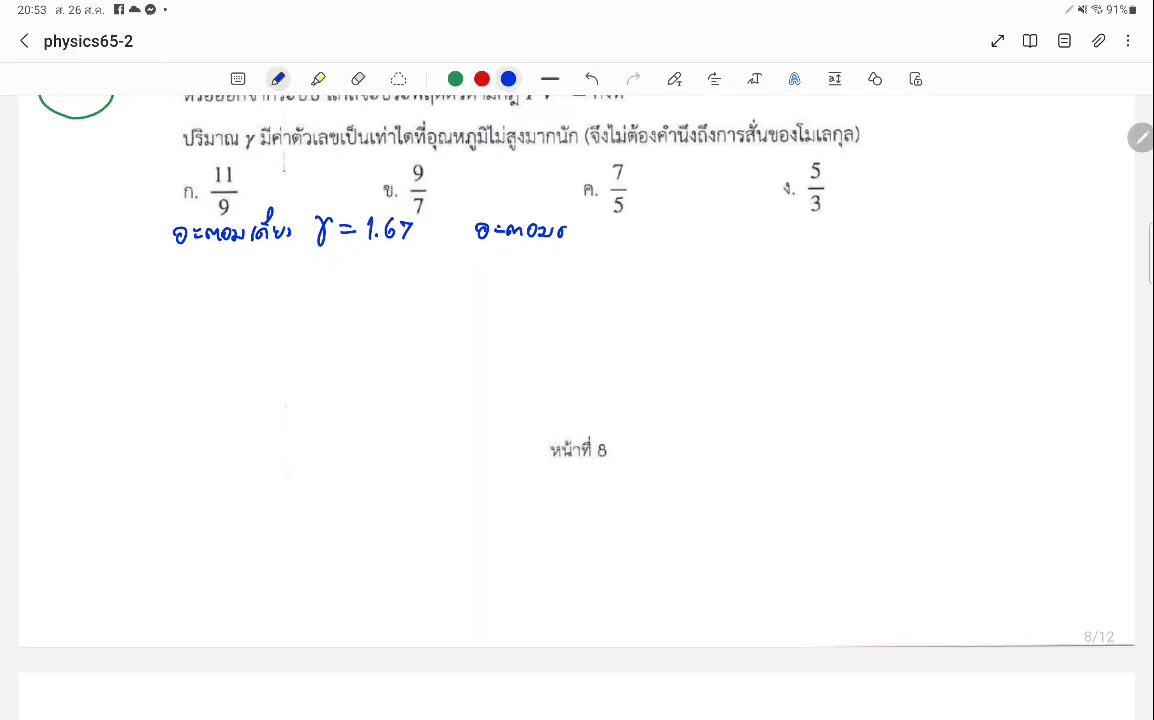 20:53 ส. 26 ส.ค. 91%
physics65-2
ปริมาณ γ มีค่าตัวเลขเป็นเท่าใดที่อุณหภูมิไม่สูงมากนัก (จึงไม่ต้องคำนึงถึงการสั่นของโมเลกุล)
ก. 11/9 ข. 9/7 ค. 7/5 ง. 5/3
อะตอมเดี่ยว γ = 1.67 อะตอม
หน้าที่ 8
8/12